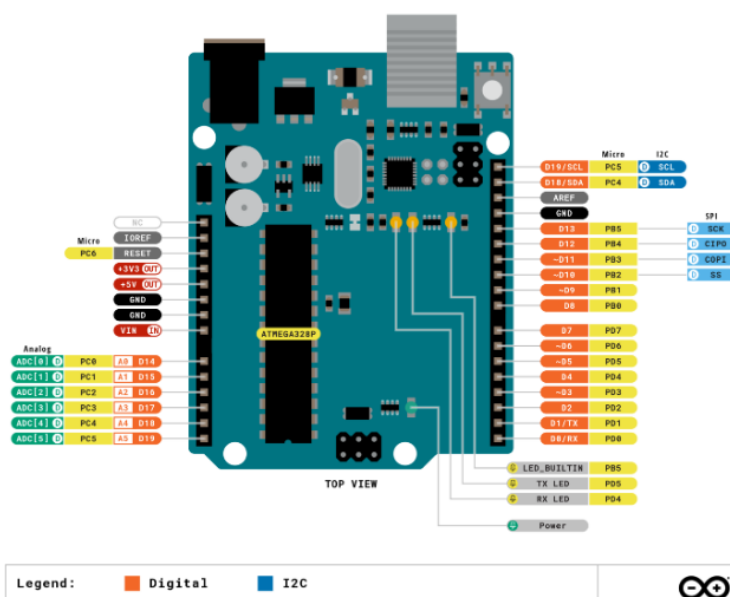 Micro I2C
D19/SCL PC5 D SCL
D18/SDA PC4 D SDA
AREF
GND
SPI
D13 PB5 D SCK
D12 PB4 D CIPO
~D11 PB3 D COPI
~D10 PB2 D SS
~D9 PB1
D8 PB0
D7 PD7
~D6 PD6
~D5 PD5
D4 PD4
~D3 PD3
D2 PD2
D1/TX PD1
D0/RX PD0
LED_BUILTIN PB5
TX LED PD5
RX LED PD4
Power
NC
IOREF
Micro
PC6 RESET
+3V3 OUT
+5V OUT
GND
GND
VIN IN
Analog
ADC[0] D PC0 A0 D14
ADC[1] D PC1 A1 D15
ADC[2] D PC2 A2 D16
ADC[3] D PC3 A3 D17
ADC[4] D PC4 A4 D18
ADC[5] D PC5 A5 D19
ATMEGA328P
TOP VIEW
Legend: Digital I2C